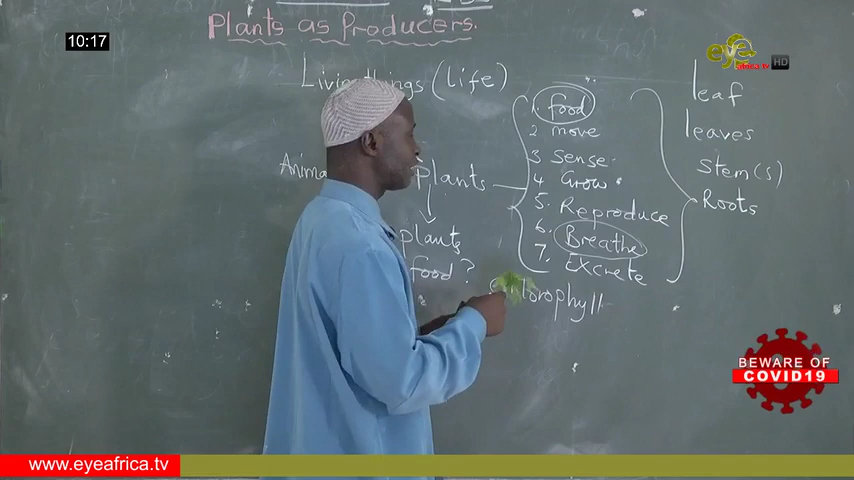 10:17
Plants as Producers.
eye
africa tv HD
Living things (life)
Anima
Plants
plants
food ?
1. food
2 move
3 Sense
4 Grow
5. Reproduce
6. Breathe
7. Excrete
leaf
leaves
Stem(s)
Roots
BEWARE OF
COVID19
www.eyeafrica.tv